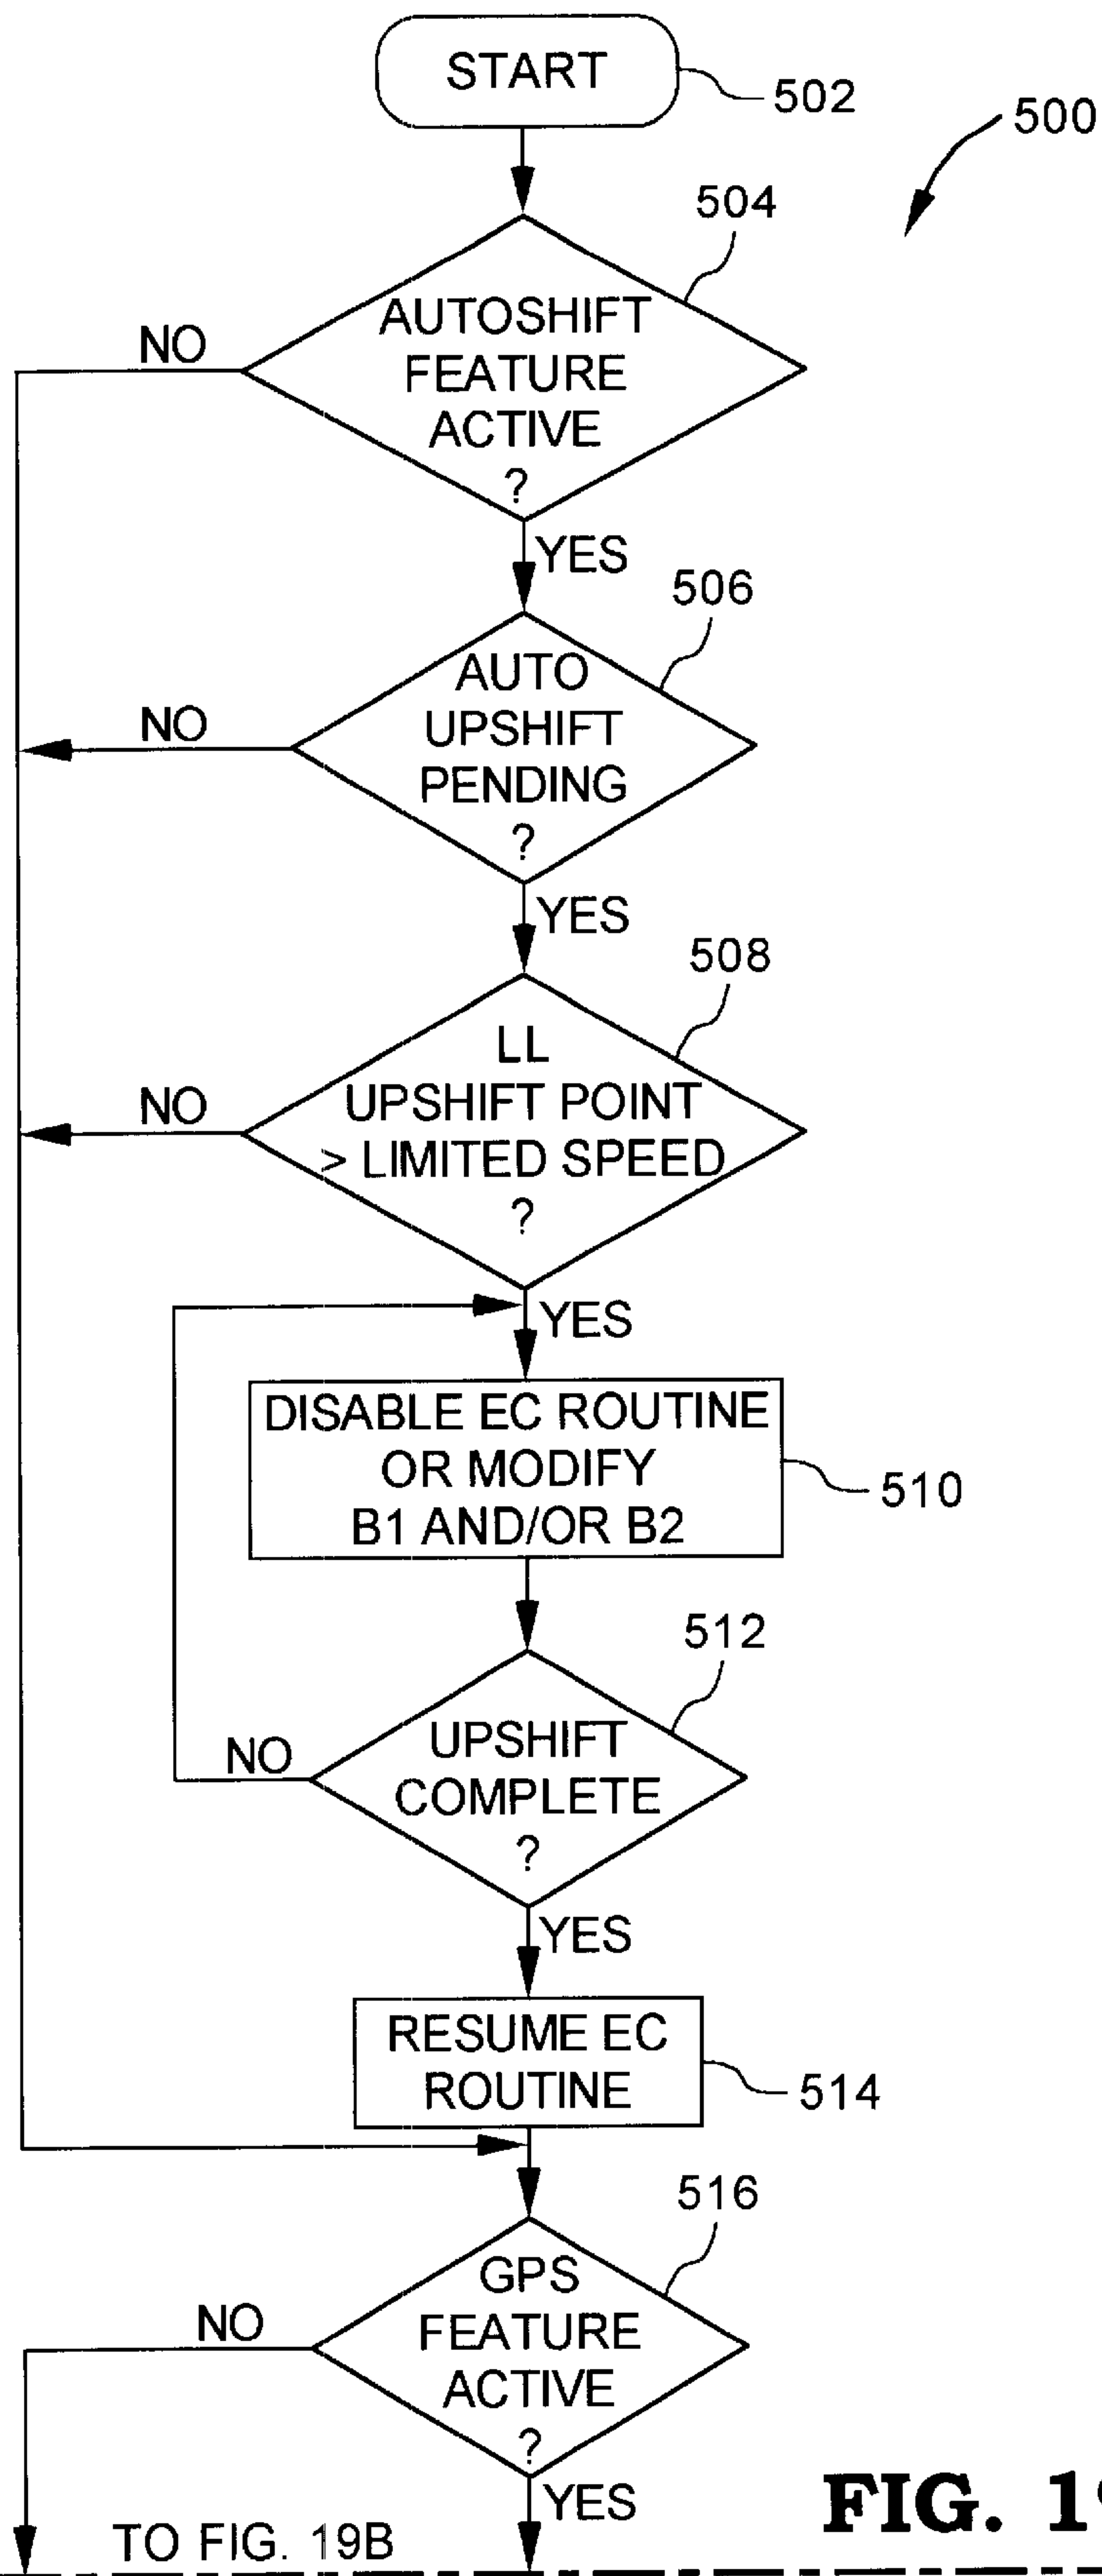 START
502
500
504
AUTOSHIFT
FEATURE
ACTIVE
?
NO
YES
506
AUTO
UPSHIFT
PENDING
?
NO
YES
508
LL
UPSHIFT POINT
> LIMITED SPEED
?
NO
YES
DISABLE EC ROUTINE
OR MODIFY
B1 AND/OR B2
510
512
UPSHIFT
COMPLETE
?
NO
YES
RESUME EC
ROUTINE
514
516
GPS
FEATURE
ACTIVE
?
NO
YES
TO FIG. 19B
FIG.